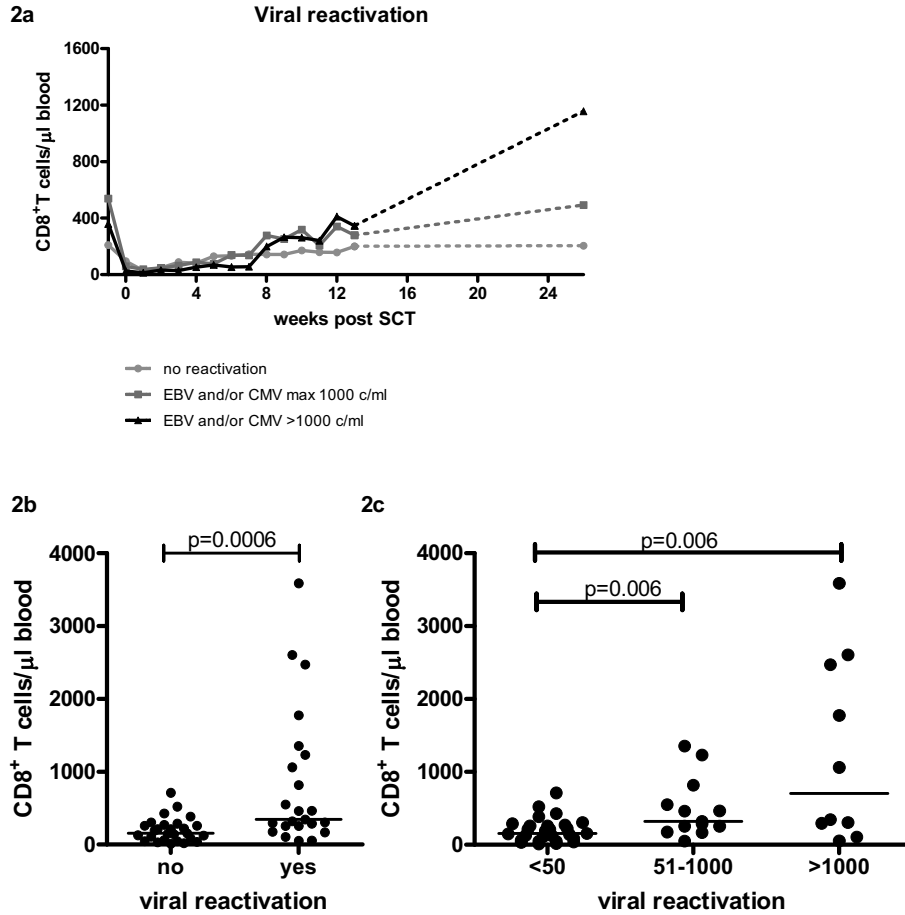 2a
Viral reactivation
CD8+T cells/µl blood
1600
1200
800
400
0
0 4 8 12 16 20 24
weeks post SCT
no reactivation
EBV and/or CMV max 1000 c/ml
EBV and/or CMV >1000 c/ml
2b
p=0.0006
CD8+ T cells/µl blood
4000
3000
2000
1000
0
no yes
viral reactivation
2c
p=0.006
p=0.006
CD8+ T cells/µl blood
4000
3000
2000
1000
0
<50 51-1000 >1000
viral reactivation